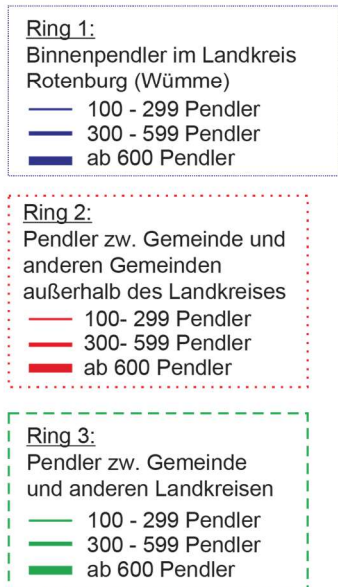 Ring 1:
Binnenpendler im Landkreis
Rotenburg (Wümme)
100 - 299 Pendler
300 - 599 Pendler
ab 600 Pendler
Ring 2:
Pendler zw. Gemeinde und
anderen Gemeinden
außerhalb des Landkreises
100- 299 Pendler
300- 599 Pendler
ab 600 Pendler
Ring 3:
Pendler zw. Gemeinde
und anderen Landkreisen
100 - 299 Pendler
300 - 599 Pendler
ab 600 Pendler